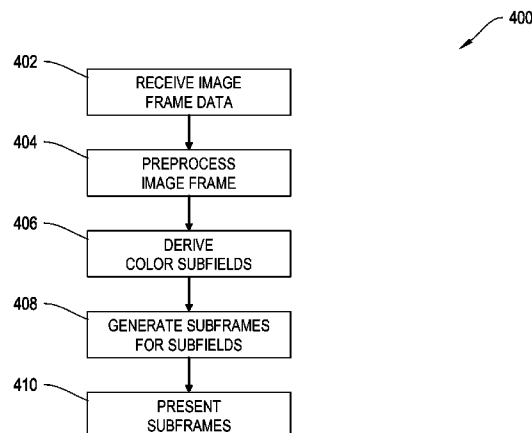 400
402
RECEIVE IMAGE
FRAME DATA
404
PREPROCESS
IMAGE FRAME
406
DERIVE
COLOR SUBFIELDS
408
GENERATE SUBFRAMES
FOR SUBFIELDS
410
PRESENT
SUBFRAMES